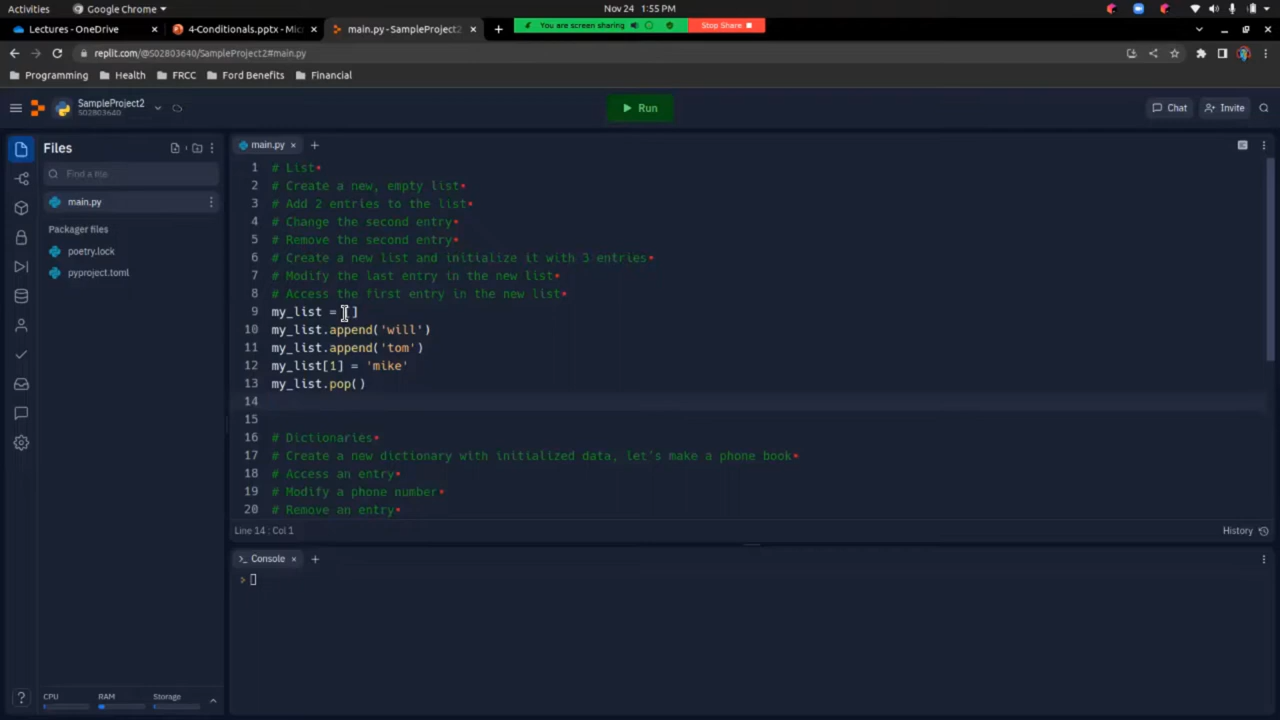 Activities
Google Chrome
Nov 24 1:55 PM
You are screen sharing
Stop Share
Lectures - OneDrive
4-Conditionals.pptx - Mic
main.py - SampleProject2
replit.com/@S02803640/SampleProject2#main.py
Programming
Health
FRCC
Ford Benefits
Financial
SampleProject2
S02803640
Run
Chat
Invite
Files
Find a file
main.py
Packager files
poetry.lock
pyproject.toml
main.py
1 # List
2 # Create a new, empty list
3 # Add 2 entries to the list
4 # Change the second entry
5 # Remove the second entry
6 # Create a new list and initialize it with 3 entries
7 # Modify the last entry in the new list
8 # Access the first entry in the new list
9 my_list = []
10 my_list.append('will')
11 my_list.append('tom')
12 my_list[1] = 'mike'
13 my_list.pop()
14
15
16 # Dictionaries
17 # Create a new dictionary with initialized data, let's make a phone book
18 # Access an entry
19 # Modify a phone number
20 # Remove an entry
Line 14 : Col 1
History
Console
CPU
RAM
Storage